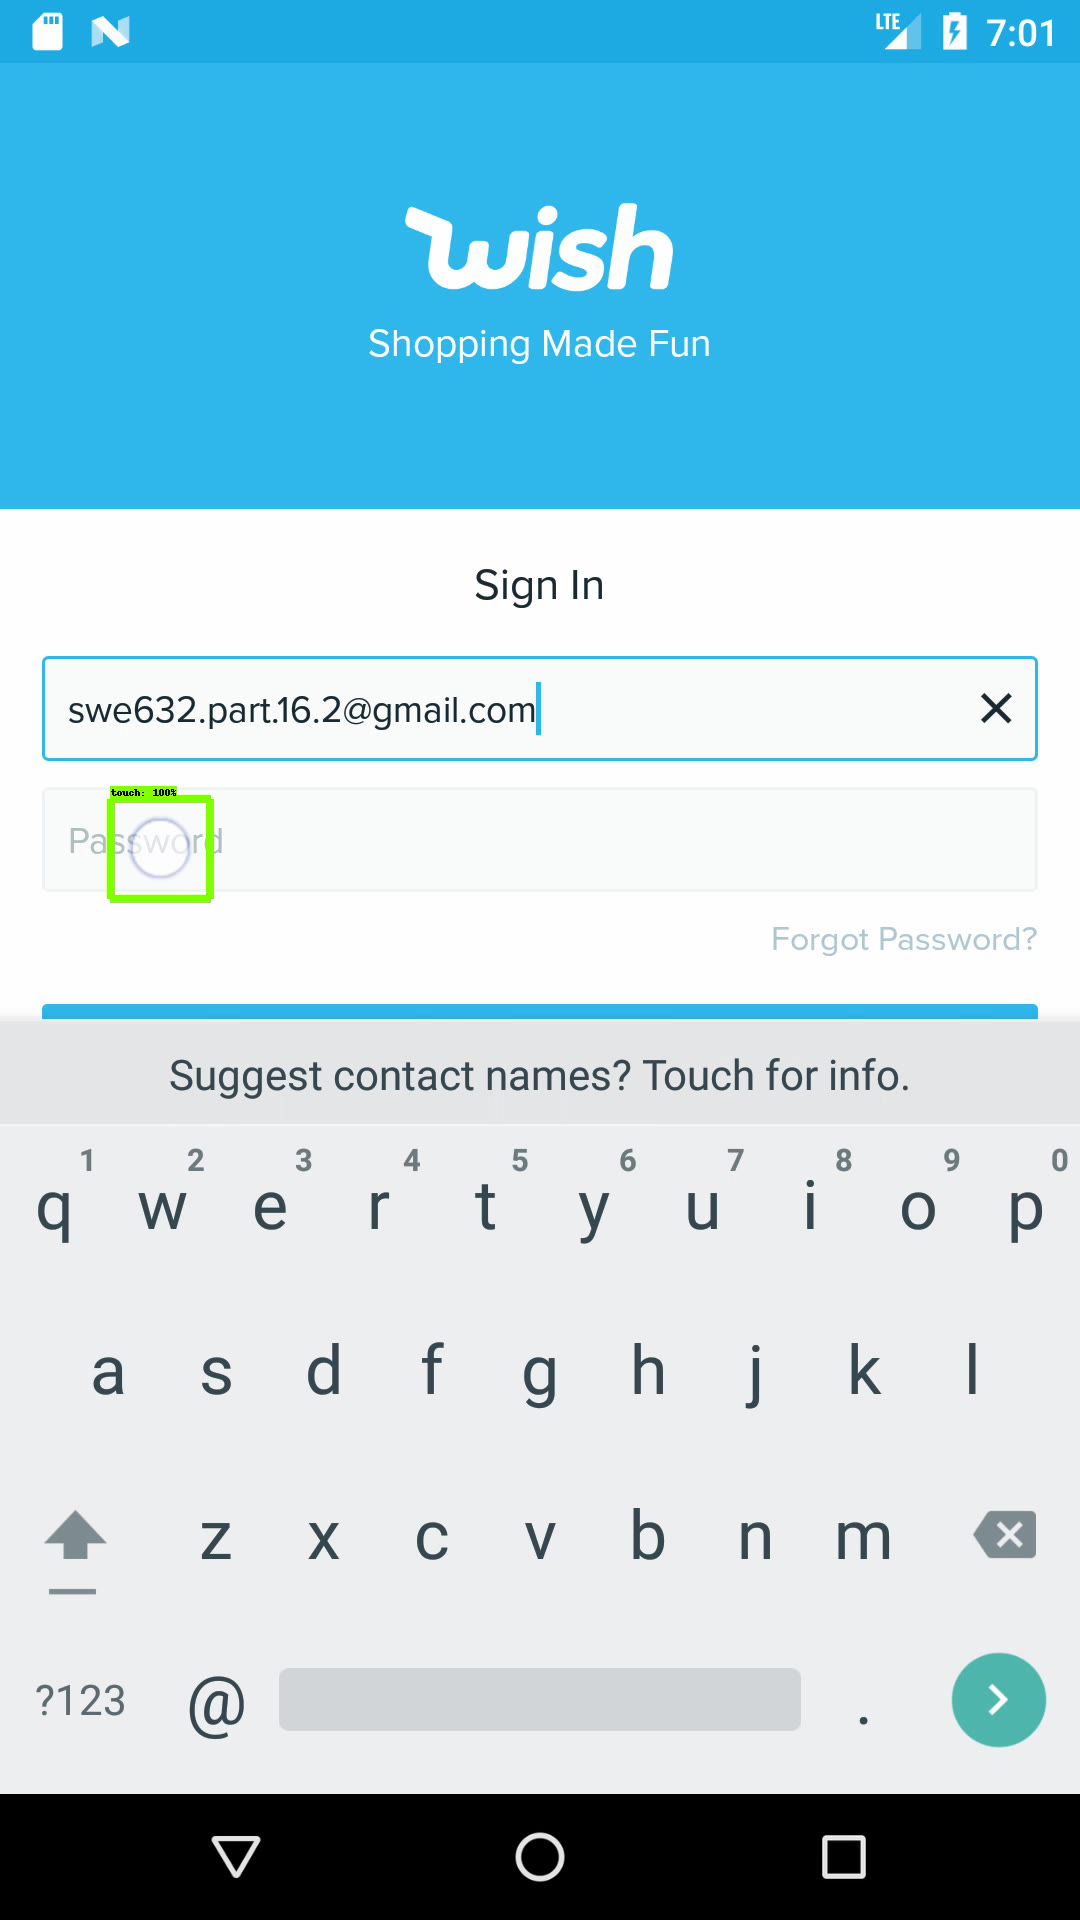 LTE 7:01
wish
Shopping Made Fun
Sign In
swe632.part.16.2@gmail.com
touch: 100%
Password
Forgot Password?
Suggest contact names? Touch for info.
1 2 3 4 5 6 7 8 9 0
q w e r t y u i o p
a s d f g h j k l
z x c v b n m
?123 @ .